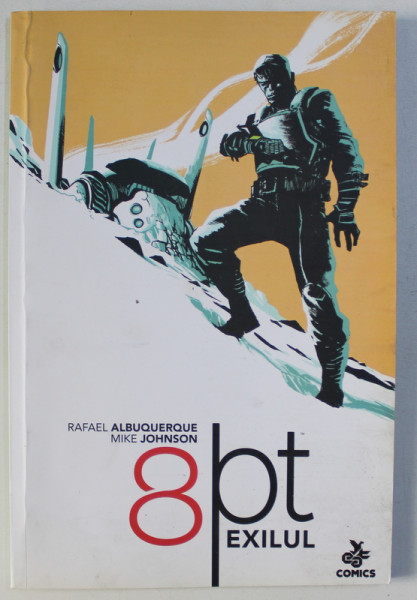 RAFAEL ALBUQUERQUE
MIKE JOHNSON
8pt
EXILUL
COMICS